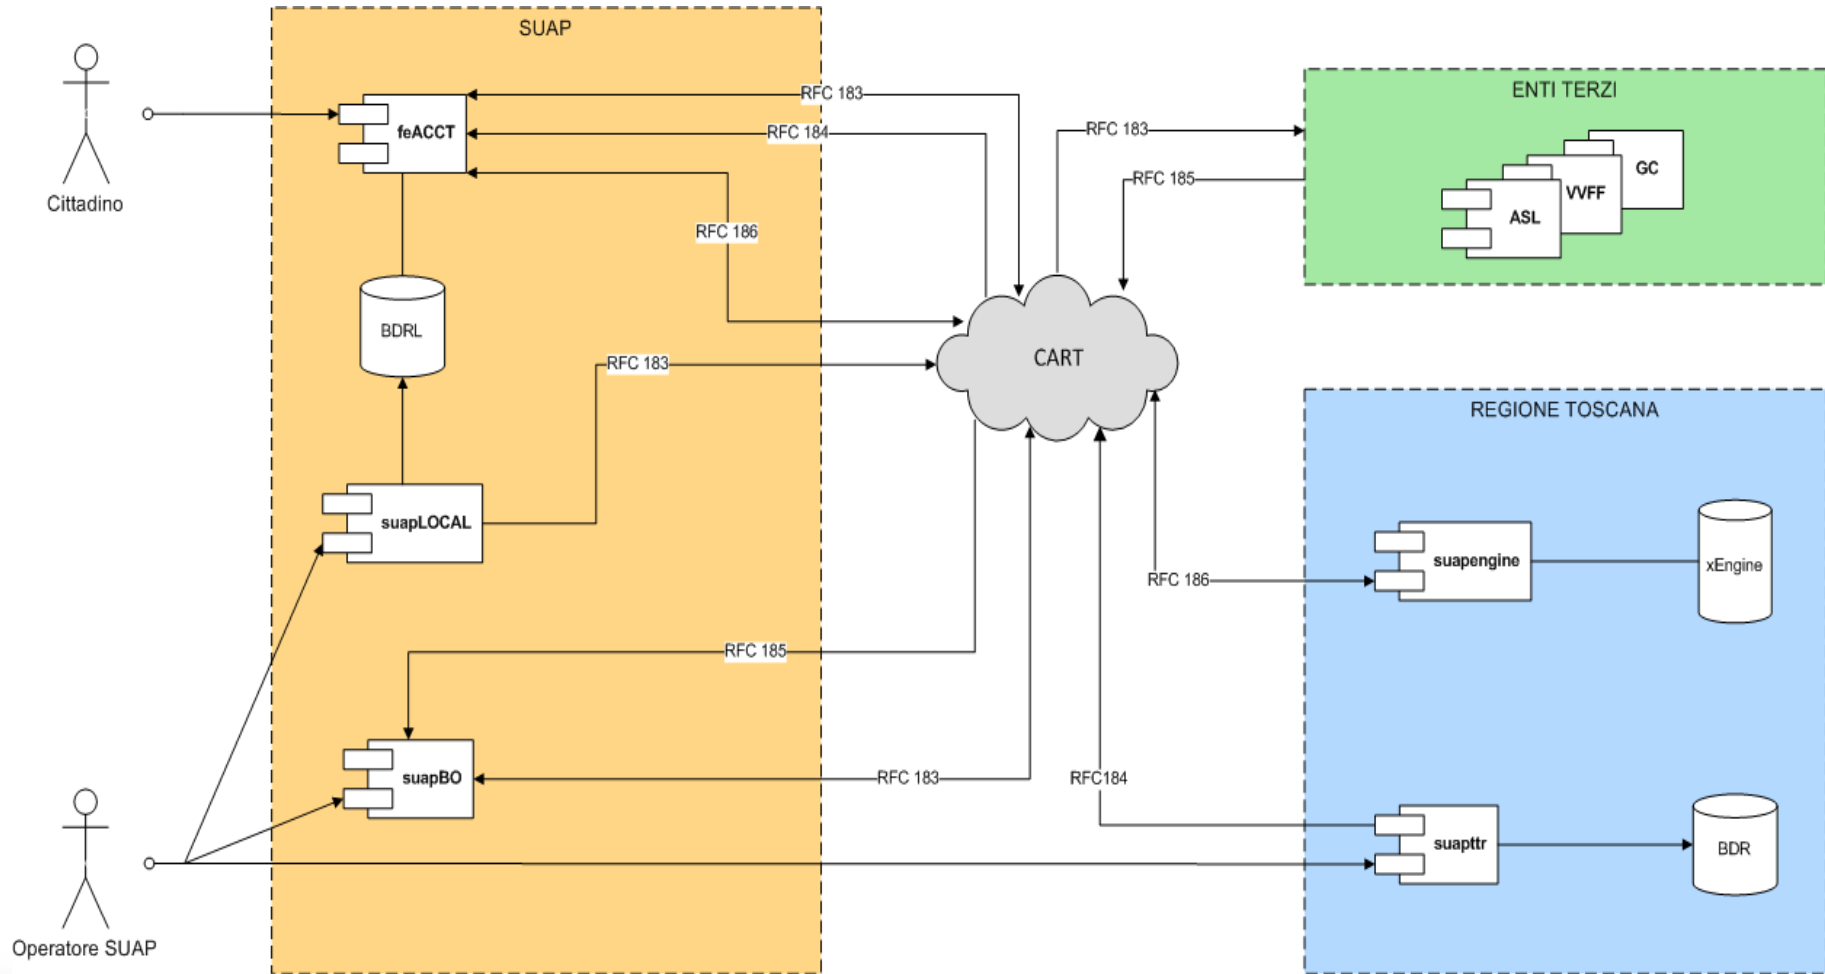 SUAP
ENTI TERZI
RFC 183
feACCT
RFC 184
RFC 183
RFC 185
GC
VVFF
ASL
Cittadino
RFC 186
BDRL
RFC 183
CART
REGIONE TOSCANA
suapLOCAL
suapengine
xEngine
RFC 186
RFC 185
suapBO
RFC 183
RFC184
suapttr
BDR
Operatore SUAP